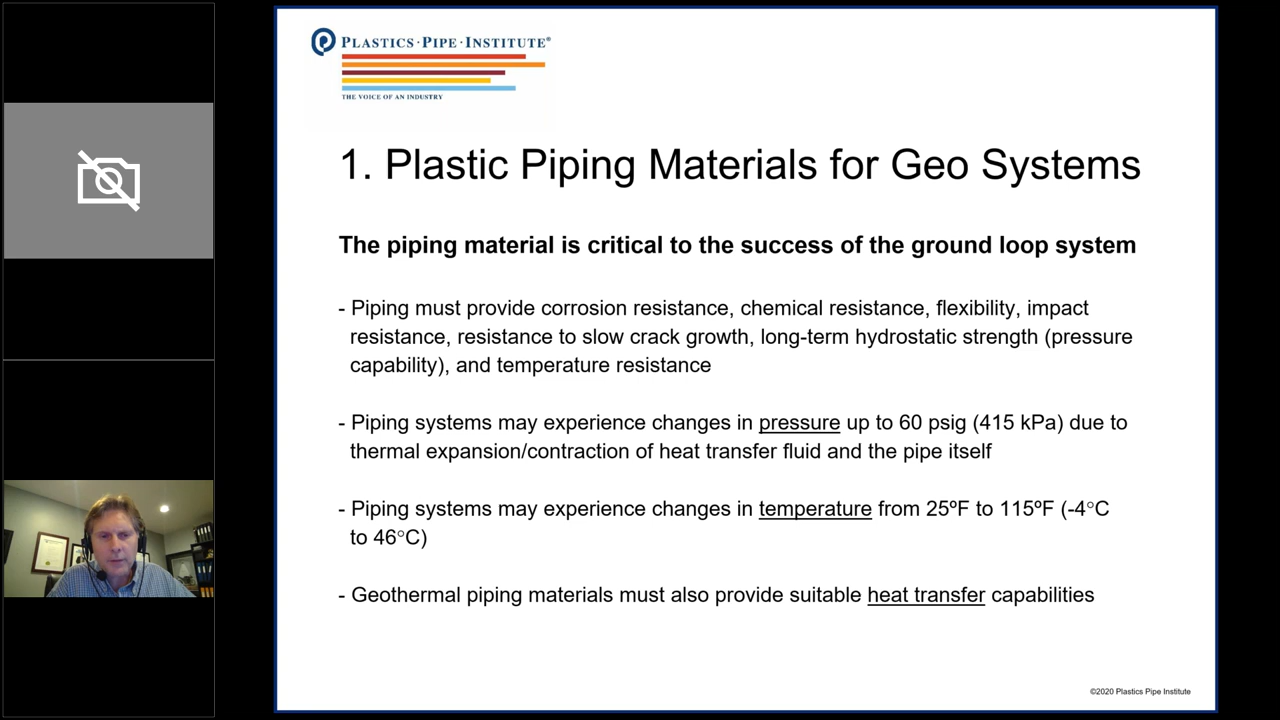 PLASTICS·PIPE·INSTITUTE®
THE VOICE OF AN INDUSTRY
1. Plastic Piping Materials for Geo Systems
The piping material is critical to the success of the ground loop system
- Piping must provide corrosion resistance, chemical resistance, flexibility, impact
resistance, resistance to slow crack growth, long-term hydrostatic strength (pressure
capability), and temperature resistance
- Piping systems may experience changes in pressure up to 60 psig (415 kPa) due to
thermal expansion/contraction of heat transfer fluid and the pipe itself
- Piping systems may experience changes in temperature from 25ºF to 115ºF (-4°C
to 46°C)
- Geothermal piping materials must also provide suitable heat transfer capabilities
©2020 Plastics Pipe Institute